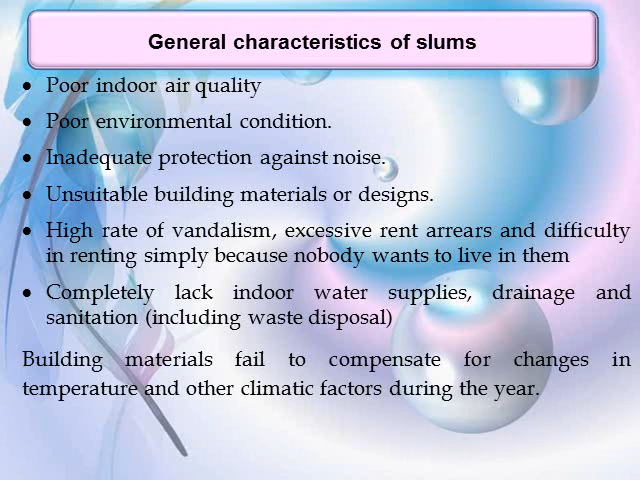 General characteristics of slums
• Poor indoor air quality
• Poor environmental condition.
• Inadequate protection against noise.
• Unsuitable building materials or designs.
• High rate of vandalism, excessive rent arrears and difficulty
in renting simply because nobody wants to live in them
• Completely lack indoor water supplies, drainage and
sanitation (including waste disposal)
Building materials fail to compensate for changes in
temperature and other climatic factors during the year.